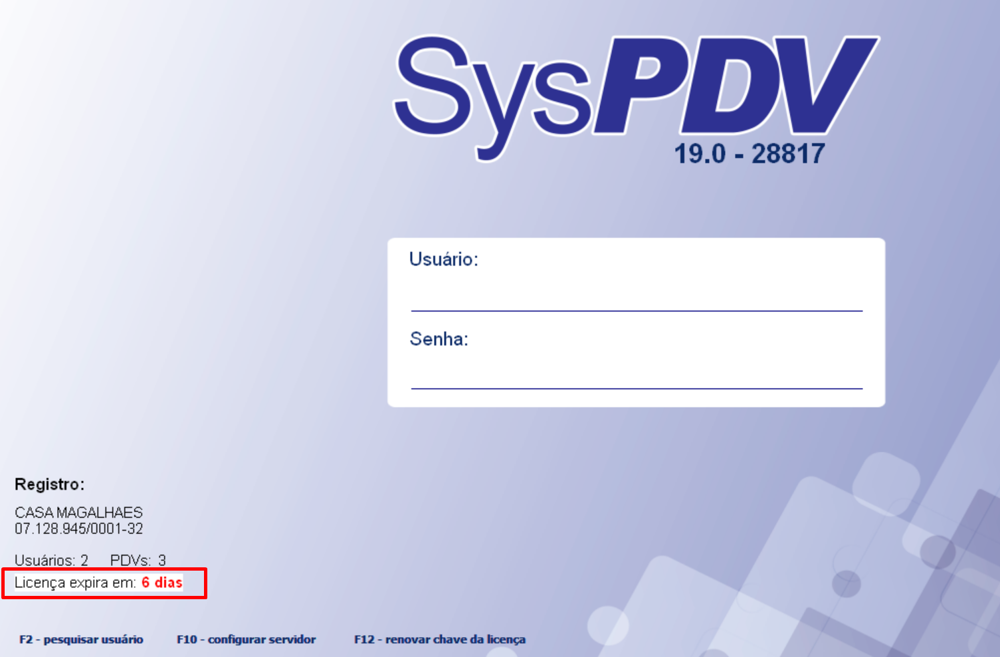 SysPDV
19.0 - 28817
Usuário:
Senha:
Registro:
CASA MAGALHAES
07.128.945/0001-32
Usuários: 2 PDVs: 3
Licença expira em: 6 dias
F2 - pesquisar usuário F10 - configurar servidor F12 - renovar chave da licença